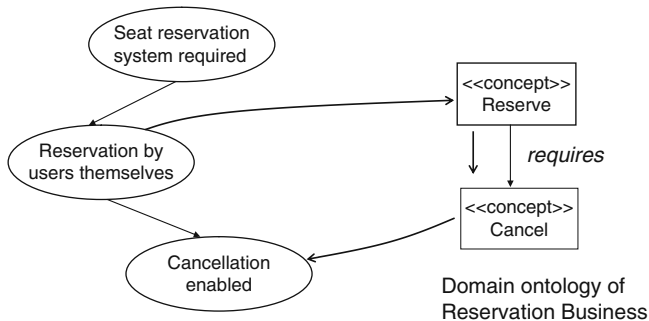 Seat reservation
system required
<<concept>>
Reserve
Reservation by
users themselves
requires
<<concept>>
Cancel
Cancellation
enabled
Domain ontology of
Reservation Business